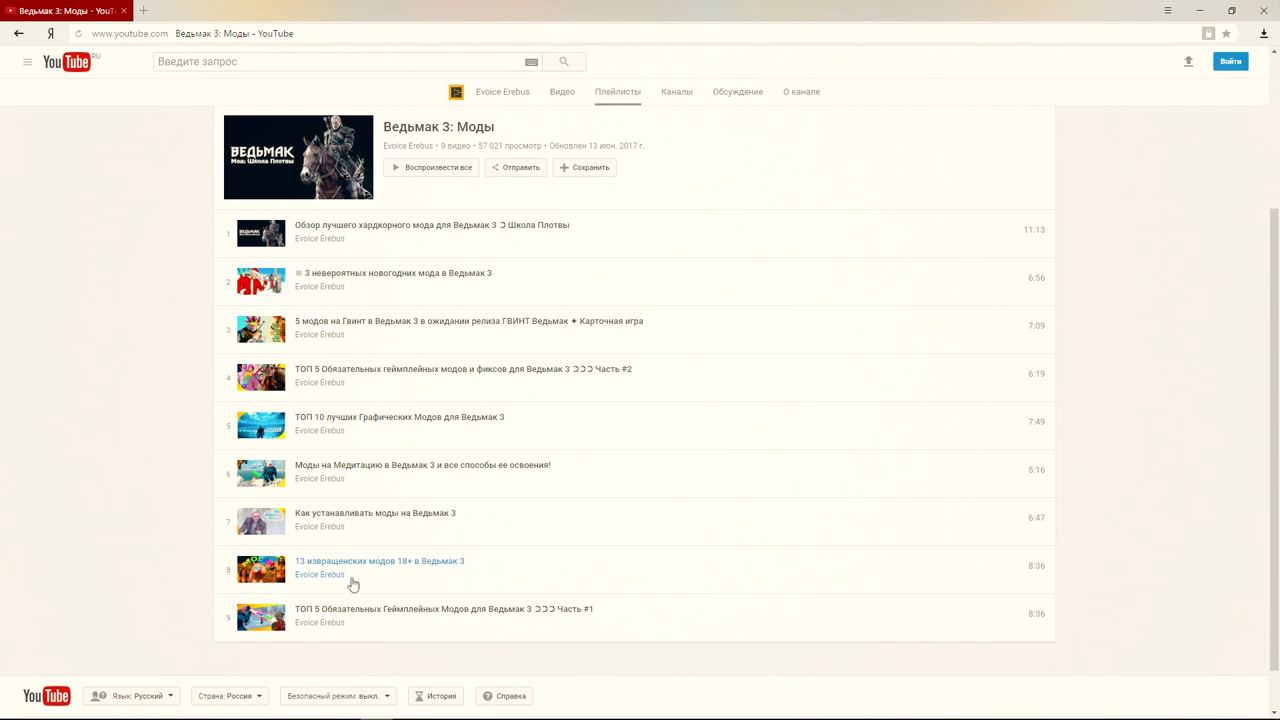 Ведьмак 3: Моды - YouT
www.youtube.com Ведьмак 3: Моды - YouTube
YouTube RU
Введите запрос
Войти
Evoice Erebus Видео Плейлисты Каналы Обсуждение О канале
ВЕДЬМАК
Мод: Школа Плотвы
Ведьмак 3: Моды
Evoice Erebus • 9 видео • 57 021 просмотр • Обновлен 13 июн. 2017 г.
Воспроизвести все Отправить Сохранить
1 Обзор лучшего хардкорного мода для Ведьмак 3 Ɔ Школа Плотвы 11:13
Evoice Erebus
2 ❄ 3 невероятных новогодних мода в Ведьмак 3 6:56
Evoice Erebus
3 5 модов на Гвинт в Ведьмак 3 в ожидании релиза ГВИНТ Ведьмак ✦ Карточная игра 7:09
Evoice Erebus
4 ТОП 5 Обязательных геймплейных модов и фиксов для Ведьмак 3 ƆƆƆ Часть #2 6:19
Evoice Erebus
5 ТОП 10 лучших Графических Модов для Ведьмак 3 7:49
Evoice Erebus
6 Моды на Медитацию в Ведьмак 3 и все способы ее освоения! 5:16
Evoice Erebus
7 Как устанавливать моды на Ведьмак 3 6:47
Evoice Erebus
8 13 извращенских модов 18+ в Ведьмак 3 8:36
Evoice Erebus
9 ТОП 5 Обязательных Геймплейных Модов для Ведьмак 3 ƆƆƆ Часть #1 8:36
Evoice Erebus
YouTube Язык: Русский Страна: Россия Безопасный режим: выкл. История Справка